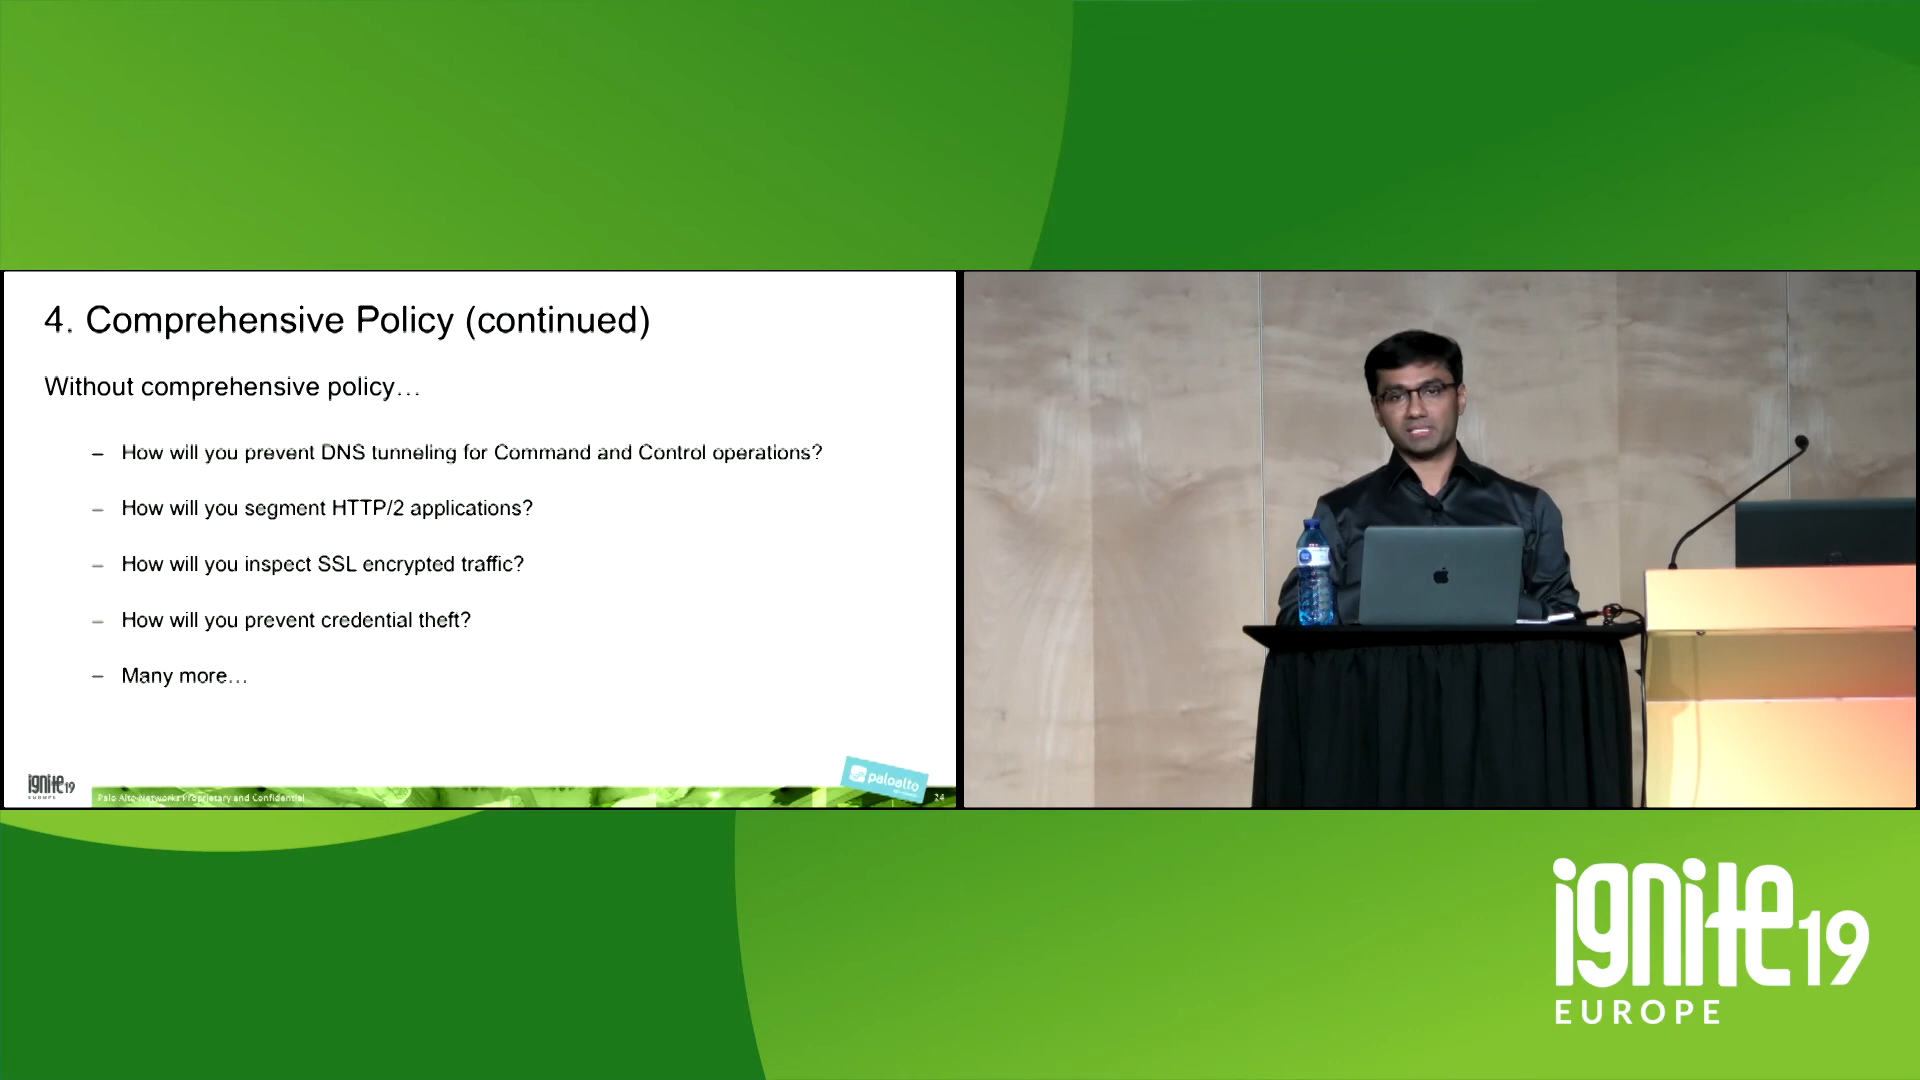 4. Comprehensive Policy (continued)
Without comprehensive policy…
– How will you prevent DNS tunneling for Command and Control operations?
– How will you segment HTTP/2 applications?
– How will you inspect SSL encrypted traffic?
– How will you prevent credential theft?
– Many more…
ignite19
EUROPE
Palo Alto Networks Proprietary and Confidential
paloalto
24
ignite19
EUROPE